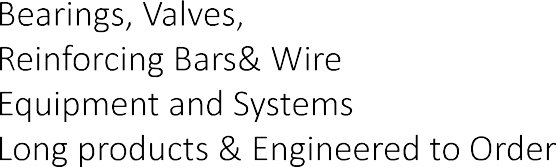 Bearings, Valves,
Reinforcing Bars& Wire
Equipment and Systems
Long products & Engineered to Order